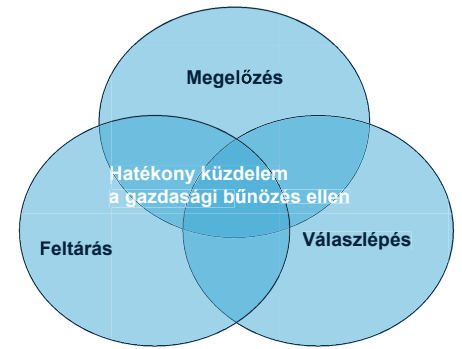 Megelőzés
Hatékony küzdelem
a gazdasági bűnözés ellen
Feltárás
Válaszlépés